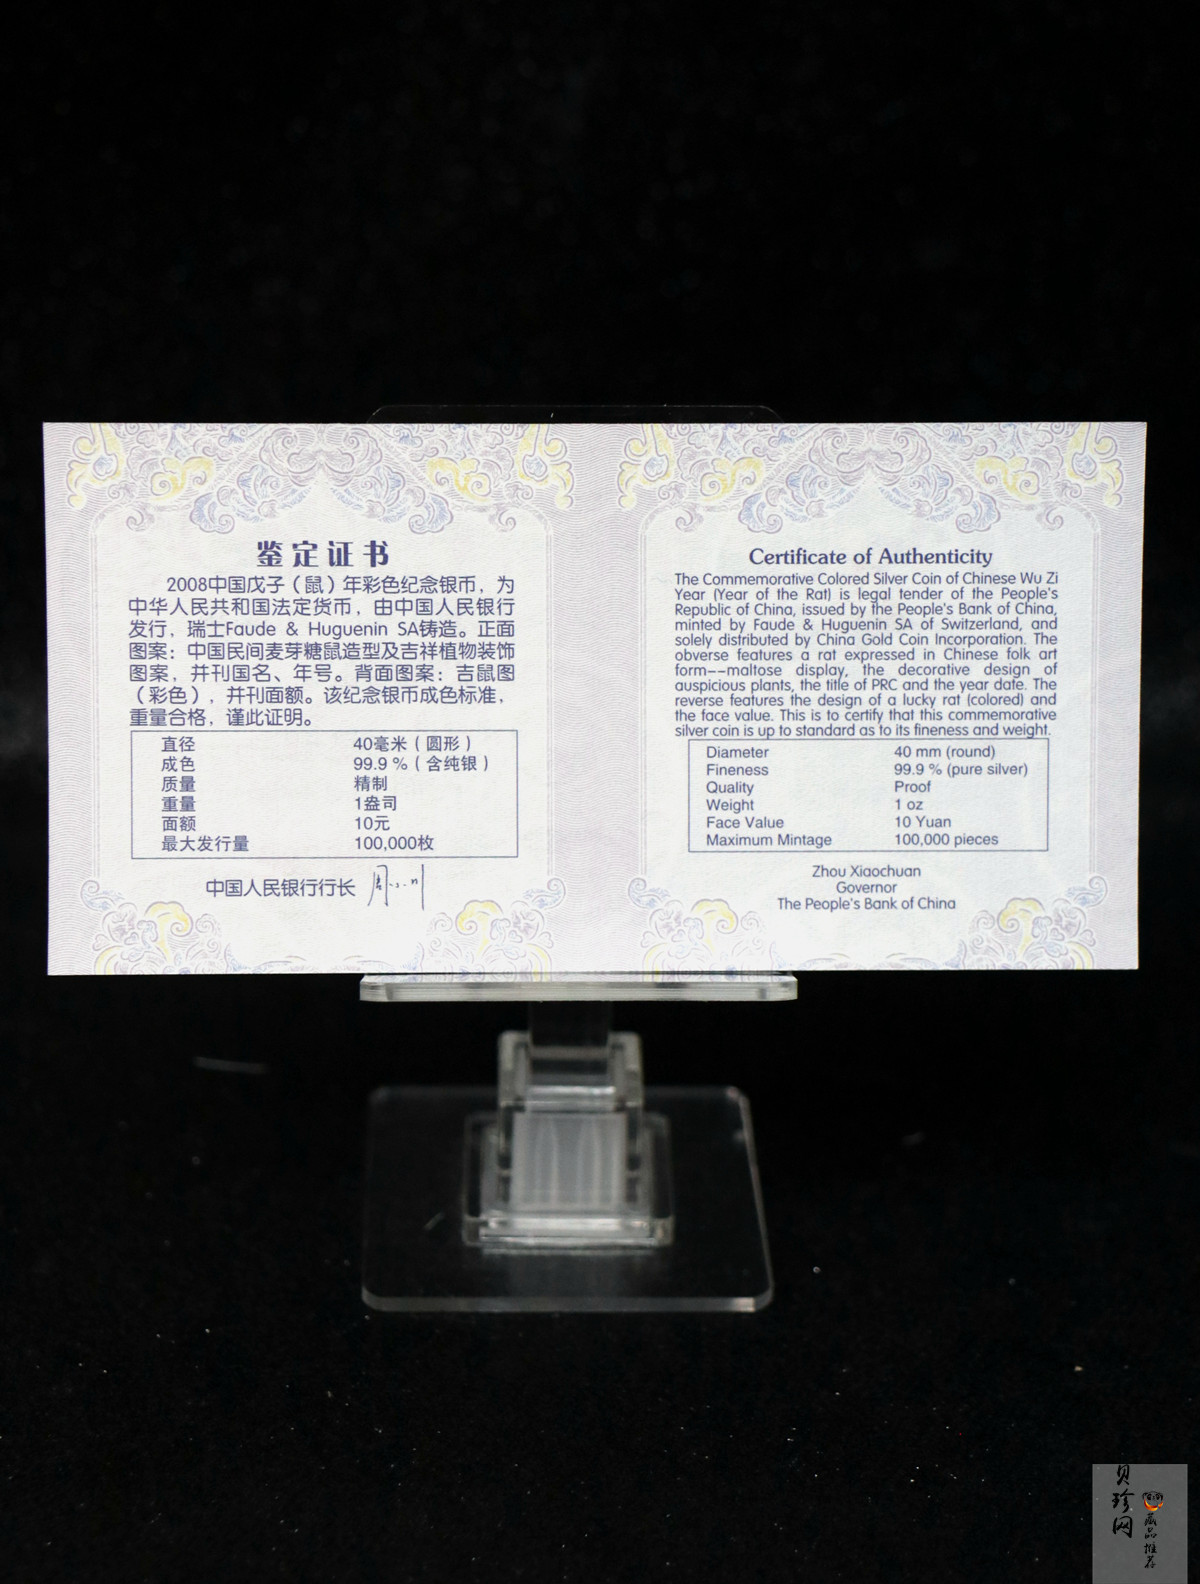 鉴定证书
2008中国戊子（鼠）年彩色纪念银币，为
中华人民共和国法定货币，由中国人民银行
发行，瑞士Faude & Huguenin SA铸造。正面
图案：中国民间麦芽糖鼠造型及吉祥植物装饰
图案，并刊国名、年号。背面图案：吉鼠图
（彩色），并刊面额。该纪念银币成色标准，
重量合格，谨此证明。
直径 40毫米（圆形）
成色 99.9 %（含纯银）
质量 精制
重量 1盎司
面额 10元
最大发行量 100,000枚
中国人民银行行长 周小川
Certificate of Authenticity
The Commemorative Colored Silver Coin of Chinese Wu Zi
Year (Year of the Rat) is legal tender of the People's
Republic of China, issued by the People's Bank of China,
minted by Faude & Huguenin SA of Switzerland, and
solely distributed by China Gold Coin Incorporation. The
obverse features a rat expressed in Chinese folk art
form--maltose display, the decorative design of
auspicious plants, the title of PRC and the year date. The
reverse features the design of a lucky rat (colored) and
the face value. This is to certify that this commemorative
silver coin is up to standard as to its fineness and weight.
Diameter 40 mm (round)
Fineness 99.9 % (pure silver)
Quality Proof
Weight 1 oz
Face Value 10 Yuan
Maximum Mintage 100,000 pieces
Zhou Xiaochuan
Governor
The People's Bank of China
贝珍网
藏品推荐